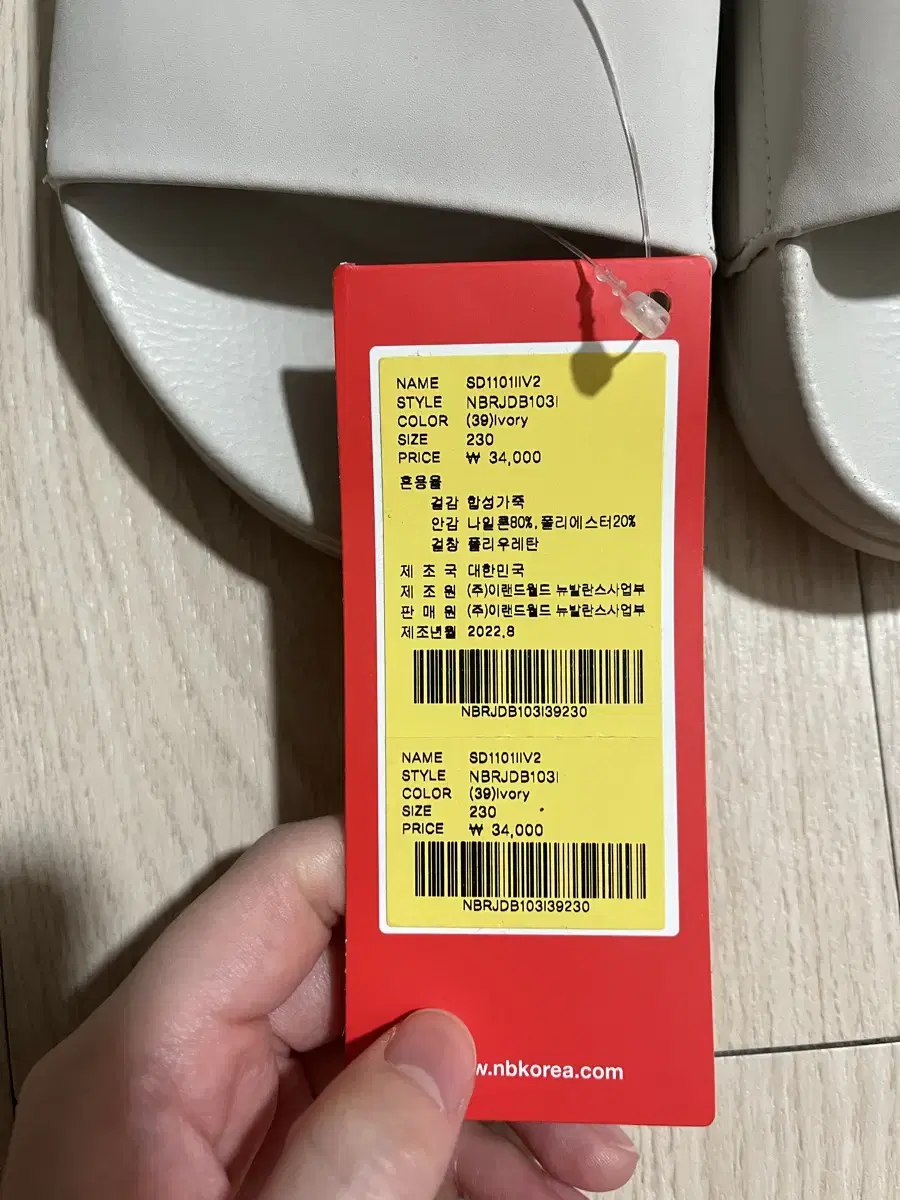 NAME SD1101IIV2
STYLE NBRJDB103I
COLOR (39)Ivory
SIZE 230
PRICE ₩ 34,000
혼용율
겉감 합성가죽
안감 나일론80%, 폴리에스터20%
겉창 폴리우레탄
제 조 국 대한민국
제 조 원 (주)이랜드월드 뉴발란스사업부
판 매 원 (주)이랜드월드 뉴발란스사업부
제조년월 2022.8
NBRJDB103I39230
NAME SD1101IIV2
STYLE NBRJDB103I
COLOR (39)Ivory
SIZE 230
PRICE ₩ 34,000
NBRJDB103I39230
w.nbkorea.com